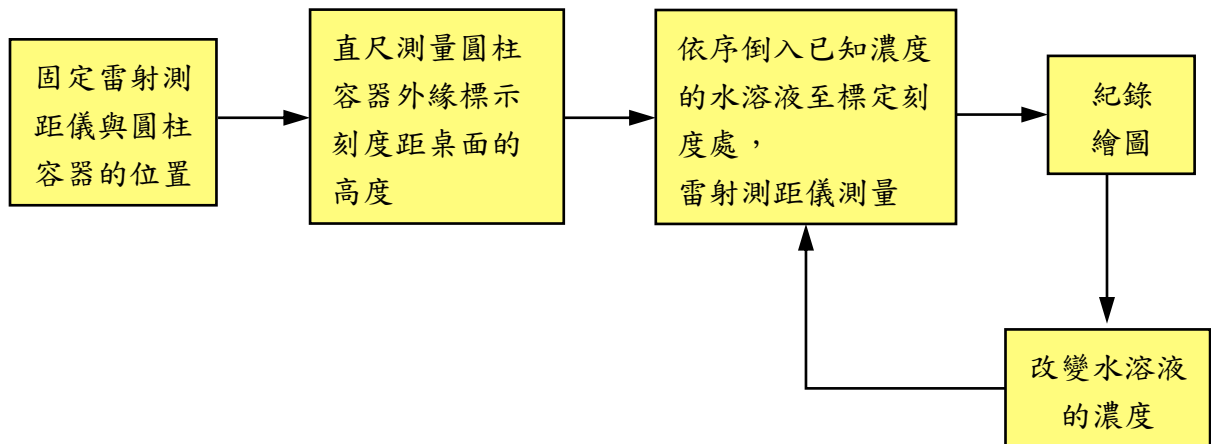 固定雷射測
距儀與圓柱
容器的位置
直尺測量圓柱
容器外緣標示
刻度距桌面的
高度
依序倒入已知濃度
的水溶液至標定刻
度處，
雷射測距儀測量
紀錄
繪圖
改變水溶液
的濃度